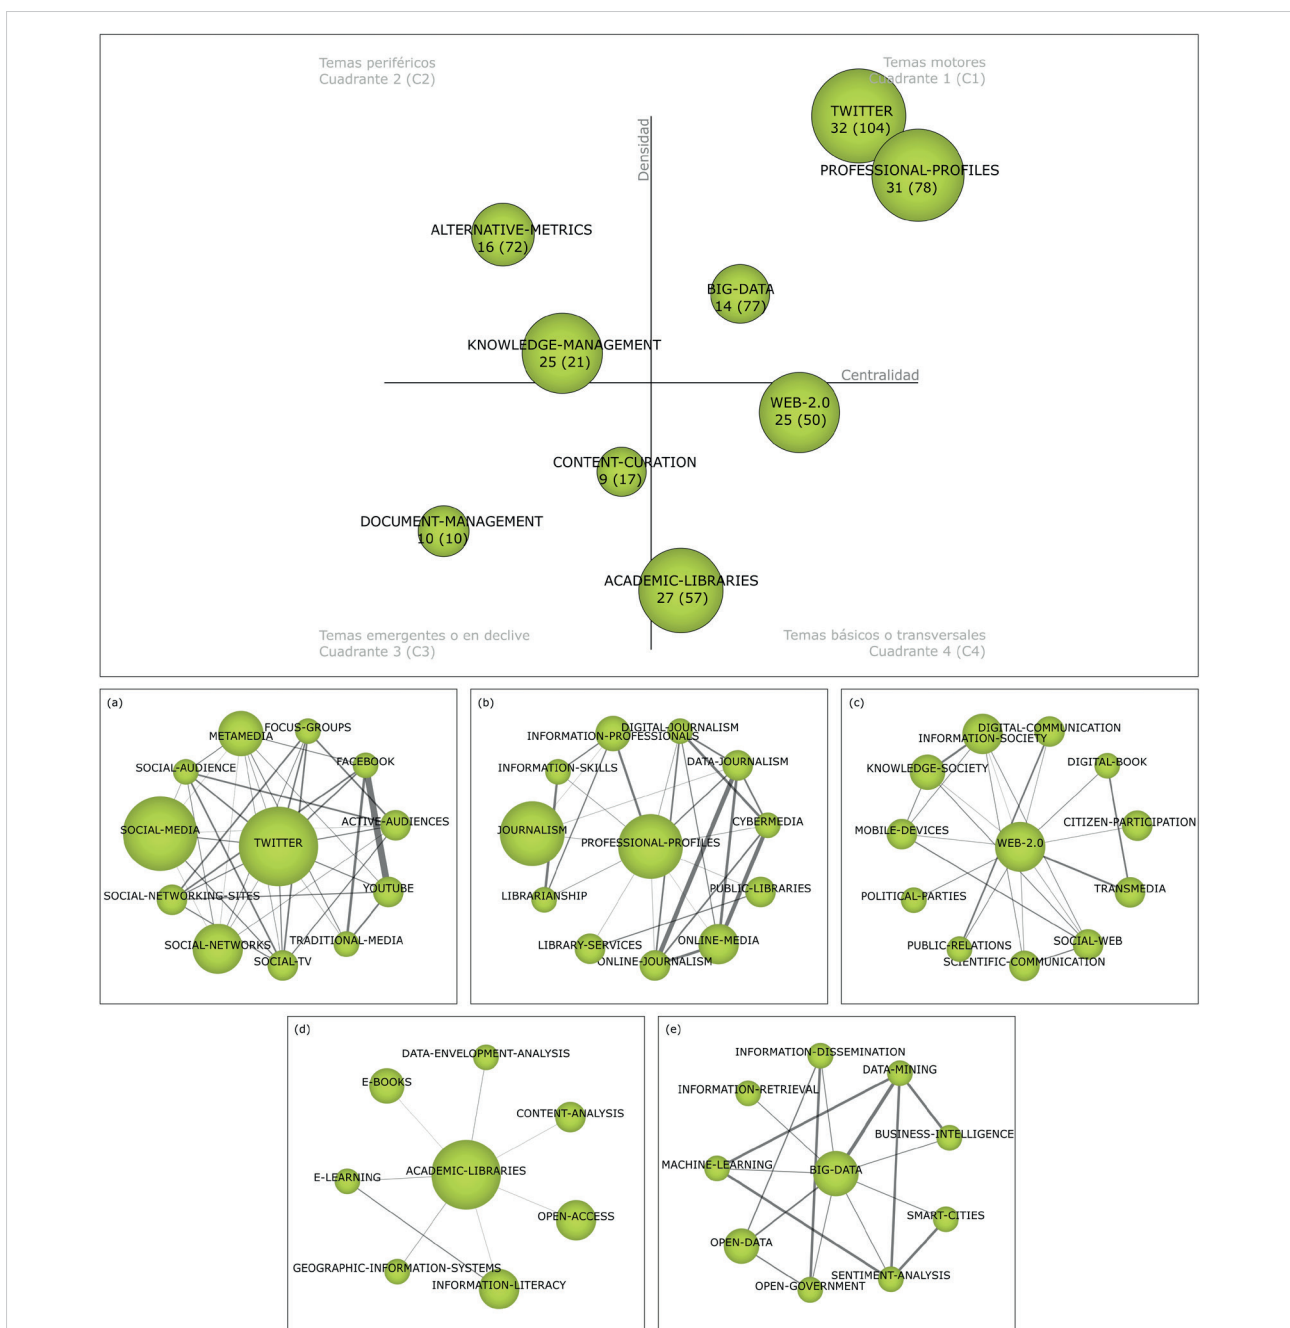 Temas periféricos
Cuadrante 2 (C2)
Temas motores
Cuadrante 1 (C1)
Densidad
TWITTER
32 (104)
PROFESSIONAL-PROFILES
31 (78)
ALTERNATIVE-METRICS
16 (72)
BIG-DATA
14 (77)
KNOWLEDGE-MANAGEMENT
25 (21)
Centralidad
WEB-2.0
25 (50)
CONTENT-CURATION
9 (17)
DOCUMENT-MANAGEMENT
10 (10)
ACADEMIC-LIBRARIES
27 (57)
Temas emergentes o en declive
Cuadrante 3 (C3)
Temas básicos o transversales
Cuadrante 4 (C4)
(a)
FOCUS-GROUPS
METAMEDIA
FACEBOOK
SOCIAL-AUDIENCE
ACTIVE-AUDIENCES
SOCIAL-MEDIA
TWITTER
YOUTUBE
SOCIAL-NETWORKING-SITES
TRADITIONAL-MEDIA
SOCIAL-NETWORKS
SOCIAL-TV
(b)
DIGITAL-JOURNALISM
INFORMATION-PROFESSIONALS
DATA-JOURNALISM
INFORMATION-SKILLS
CYBERMEDIA
JOURNALISM
PROFESSIONAL-PROFILES
PUBLIC-LIBRARIES
LIBRARIANSHIP
ONLINE-MEDIA
LIBRARY-SERVICES
ONLINE-JOURNALISM
(c)
DIGITAL-COMMUNICATION
INFORMATION-SOCIETY
DIGITAL-BOOK
KNOWLEDGE-SOCIETY
CITIZEN-PARTICIPATION
MOBILE-DEVICES
WEB-2.0
TRANSMEDIA
POLITICAL-PARTIES
SOCIAL-WEB
PUBLIC-RELATIONS
SCIENTIFIC-COMMUNICATION
(d)
DATA-ENVELOPMENT-ANALYSIS
E-BOOKS
CONTENT-ANALYSIS
ACADEMIC-LIBRARIES
E-LEARNING
OPEN-ACCESS
GEOGRAPHIC-INFORMATION-SYSTEMS
INFORMATION-LITERACY
(e)
INFORMATION-DISSEMINATION
DATA-MINING
INFORMATION-RETRIEVAL
BUSINESS-INTELLIGENCE
MACHINE-LEARNING
BIG-DATA
SMART-CITIES
OPEN-DATA
SENTIMENT-ANALYSIS
OPEN-GOVERNMENT